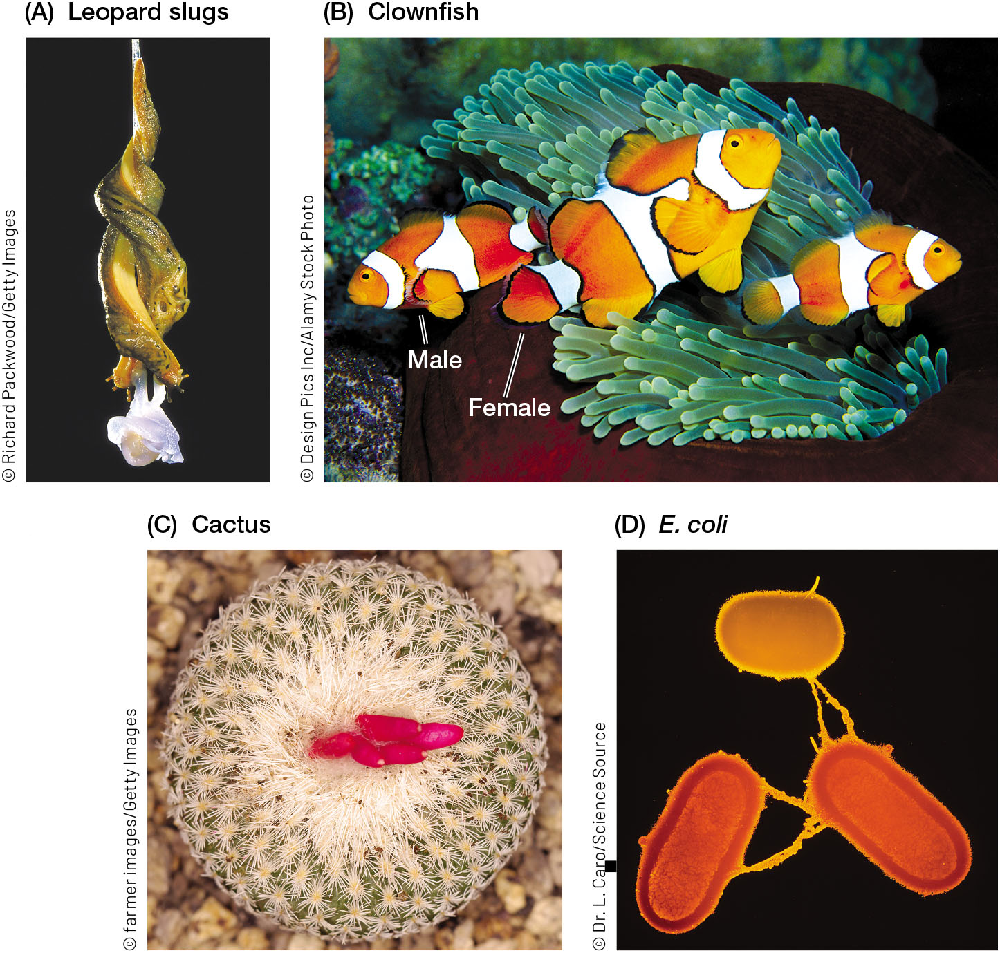 (A) Leopard slugs
(B) Clownfish
© Richard Packwood/Getty Images
© Design Pics Inc/Alamy Stock Photo
Male
Female
(C) Cactus
(D) E. coli
© farmer images/Getty Images
© Dr. L. Caro/Science Source